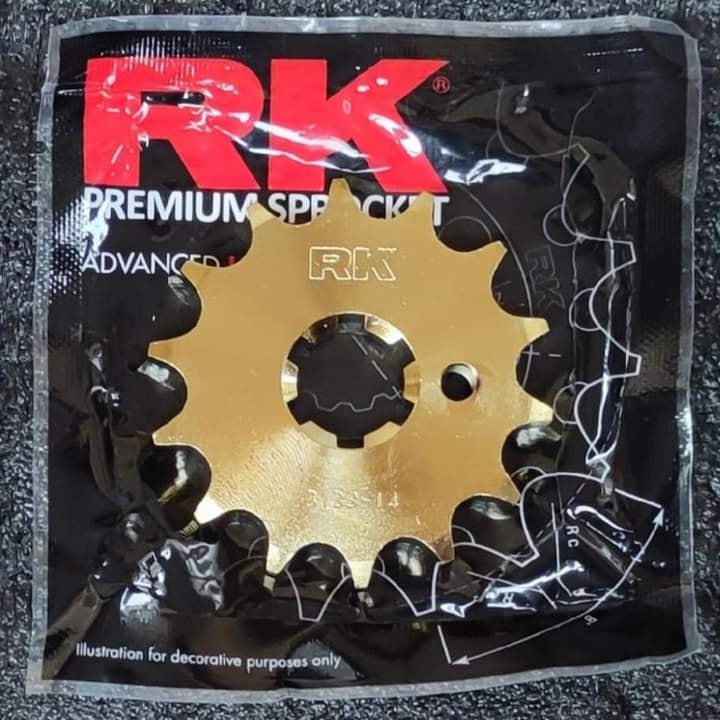 RK®
PREMIUM SPROCKET
ADVANCED
RK
RK
RC
Illustration for decorative purposes only